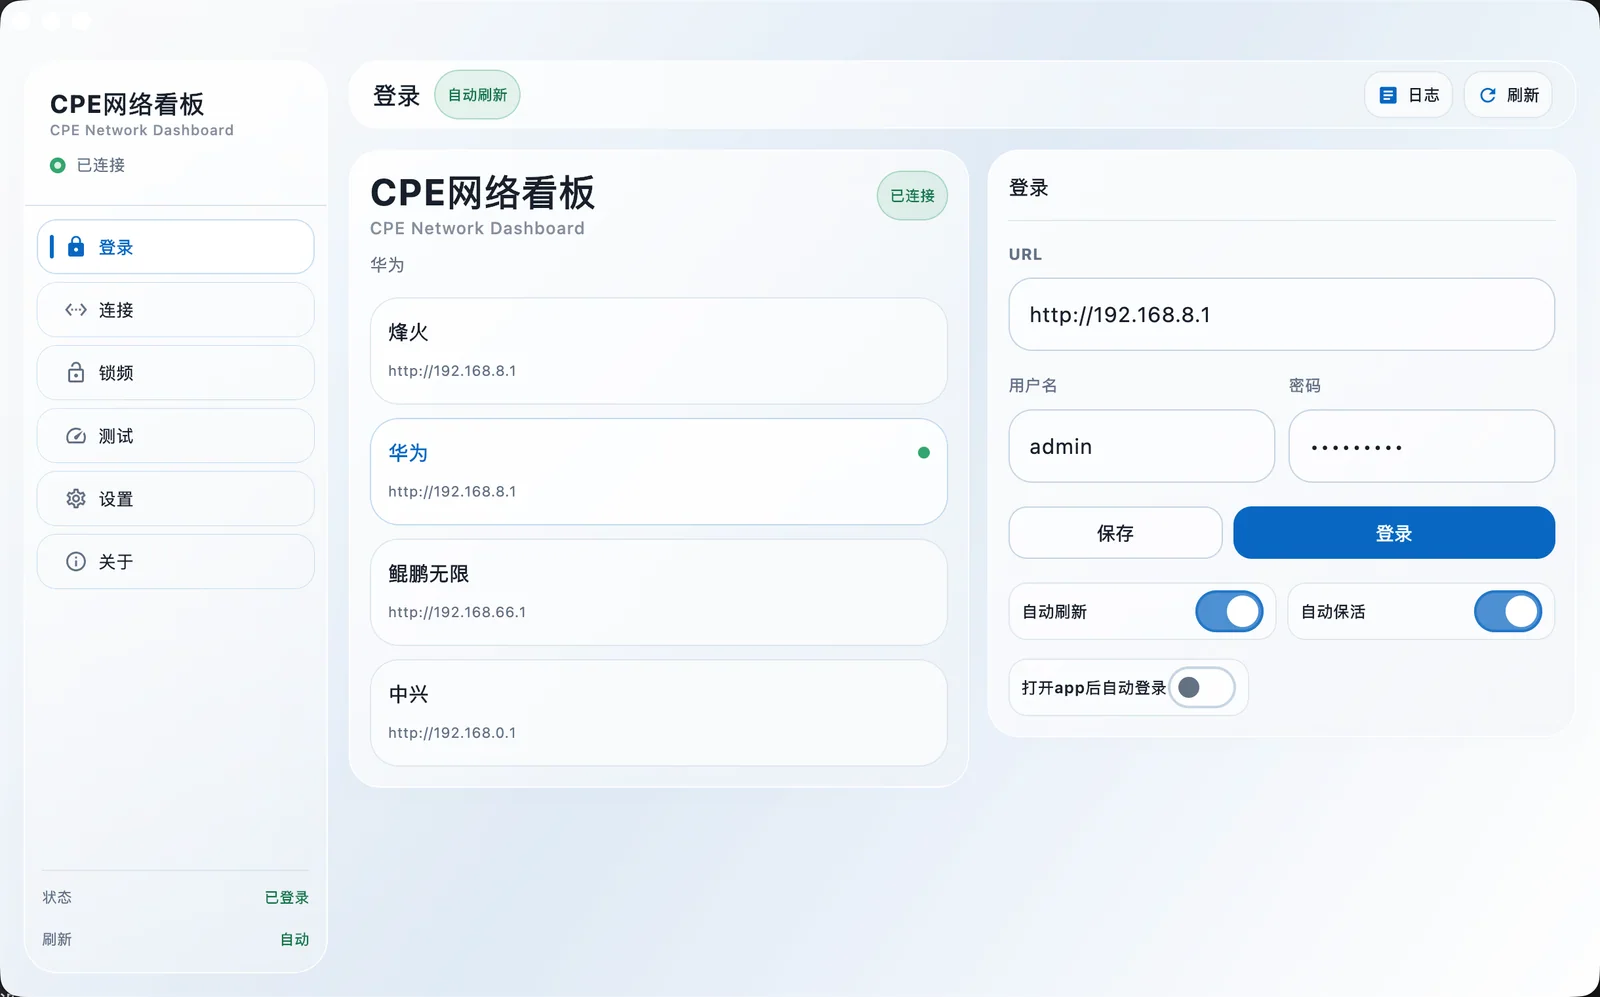 CPE网络看板
CPE Network Dashboard
已连接
登录
连接
锁频
测试
设置
关于
状态 已登录
刷新 自动
登录 自动刷新 日志 刷新
CPE网络看板
已连接
CPE Network Dashboard
华为
烽火
http://192.168.8.1
华为
http://192.168.8.1
鲲鹏无限
http://192.168.66.1
中兴
http://192.168.0.1
登录
URL
http://192.168.8.1
用户名 密码
admin •••••••••
保存 登录
自动刷新 自动保活
打开app后自动登录